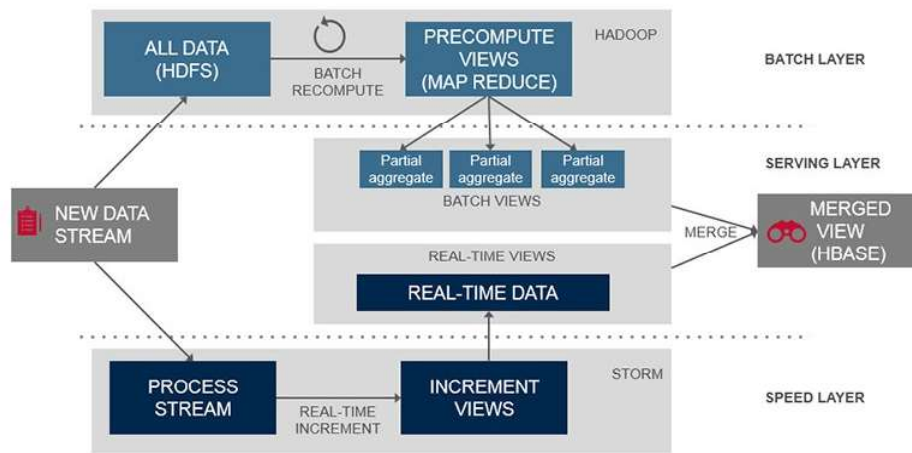 ALL DATA
(HDFS)
BATCH
RECOMPUTE
PRECOMPUTE
VIEWS
(MAP REDUCE)
HADOOP
BATCH LAYER
Partial
aggregate
Partial
aggregate
Partial
aggregate
BATCH VIEWS
SERVING LAYER
NEW DATA
STREAM
MERGE
MERGED
VIEW
(HBASE)
REAL-TIME VIEWS
REAL-TIME DATA
PROCESS
STREAM
REAL-TIME
INCREMENT
INCREMENT
VIEWS
STORM
SPEED LAYER